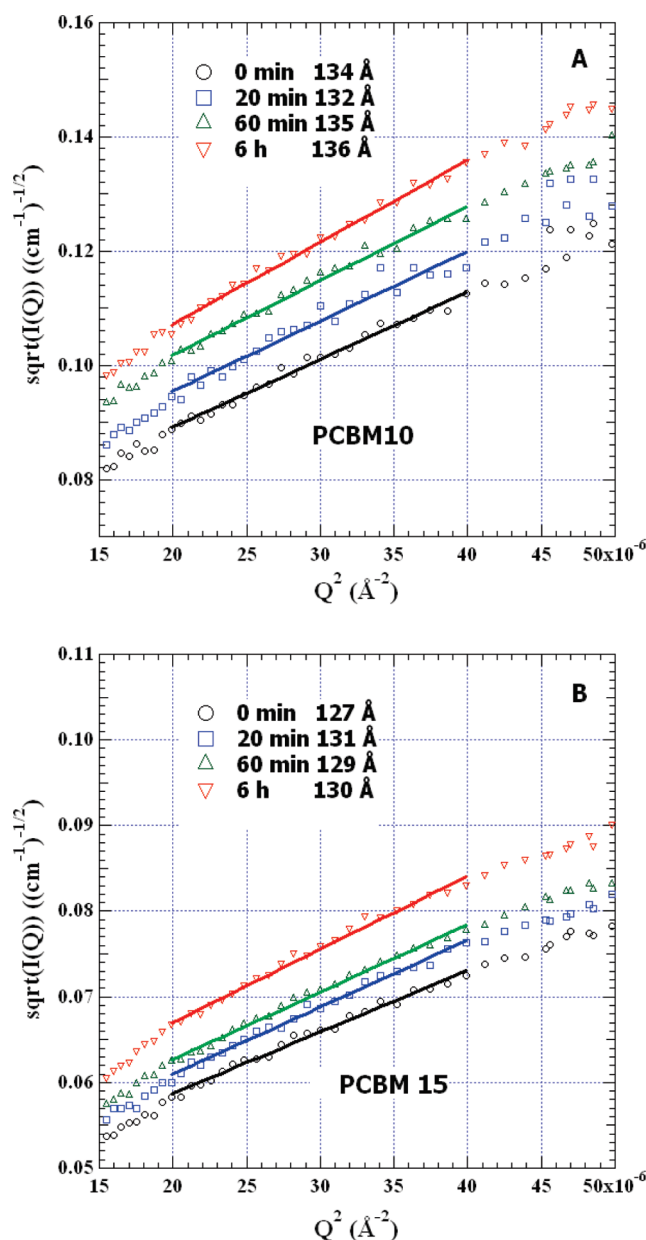 0.16
A
○ 0 min 134 Å
□ 20 min 132 Å
△ 60 min 135 Å
▽ 6 h 136 Å
0.14
0.12
0.10
0.08
PCBM10
sqrt(I(Q)) ((cm⁻¹)⁻¹/²)
15 20 25 30 35 40 45 50x10⁻⁶
Q² (Å⁻²)
0.11
B
○ 0 min 127 Å
□ 20 min 131 Å
△ 60 min 129 Å
▽ 6 h 130 Å
0.10
0.09
0.08
0.07
0.06
0.05
PCBM 15
sqrt(I(Q)) ((cm⁻¹)⁻¹/²)
15 20 25 30 35 40 45 50x10⁻⁶
Q² (Å⁻²)